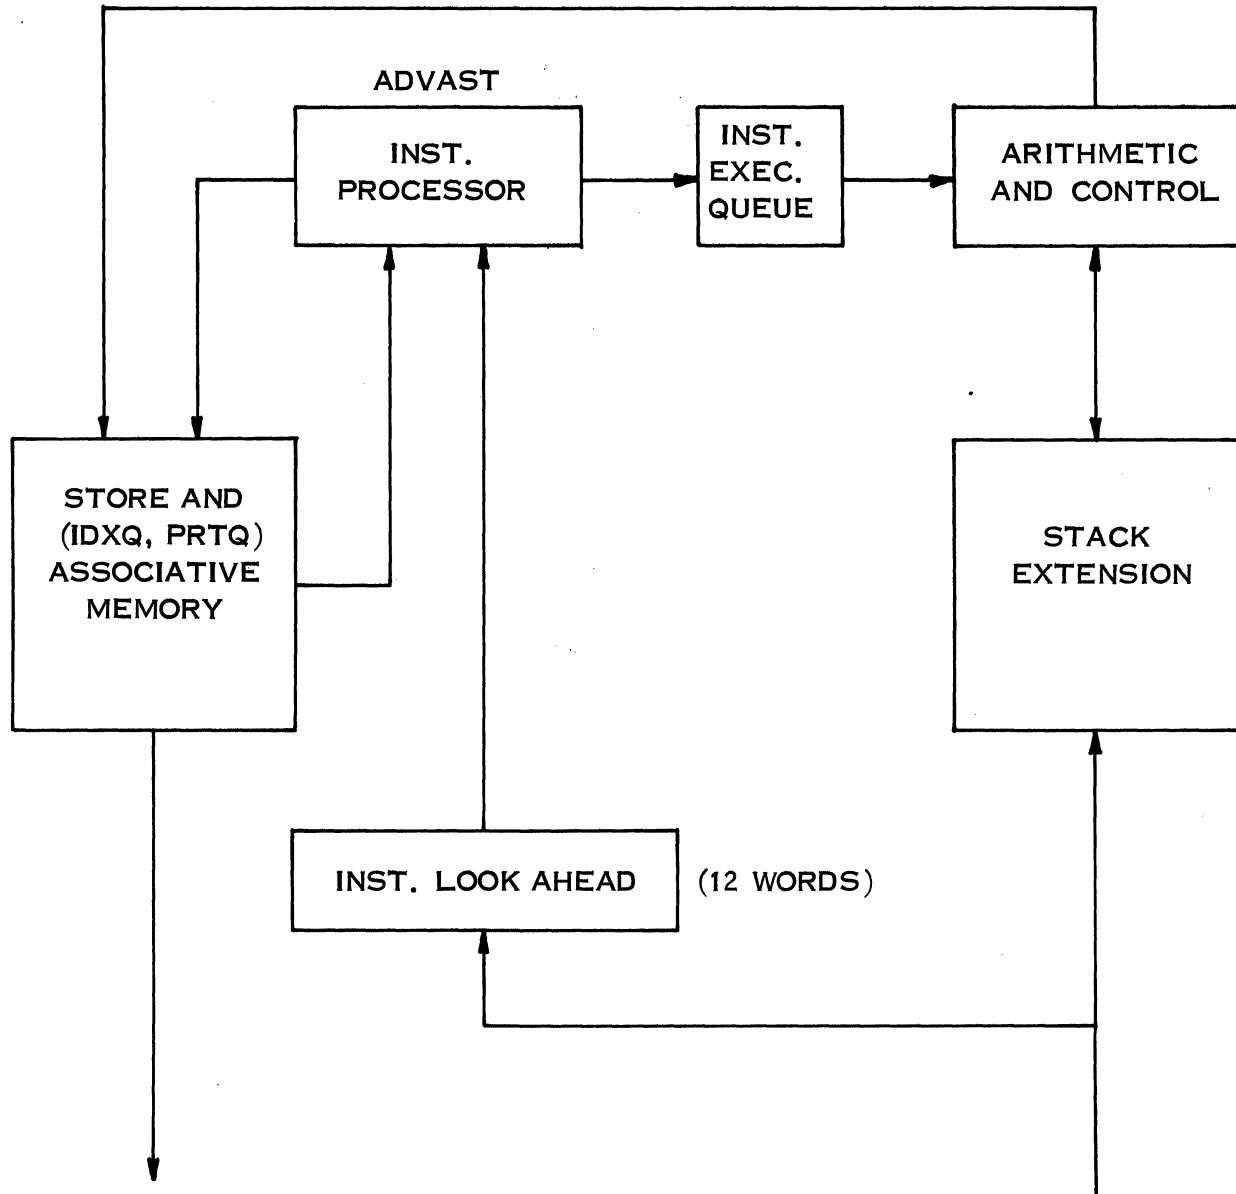 ADVAST
INST.
PROCESSOR
INST.
EXEC.
QUEUE
ARITHMETIC
AND CONTROL
STORE AND
(IDXQ, PRTQ)
ASSOCIATIVE
MEMORY
STACK
EXTENSION
INST. LOOK AHEAD
(12 WORDS)